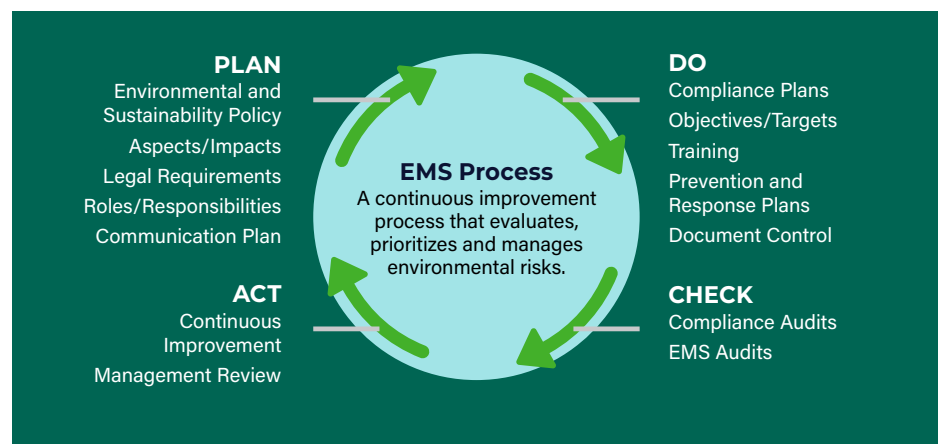 PLAN
Environmental and
Sustainability Policy
Aspects/Impacts
Legal Requirements
Roles/Responsibilities
Communication Plan
DO
Compliance Plans
Objectives/Targets
Training
Prevention and
Response Plans
Document Control
EMS Process
A continuous improvement
process that evaluates,
prioritizes and manages
environmental risks.
ACT
Continuous
Improvement
Management Review
CHECK
Compliance Audits
EMS Audits